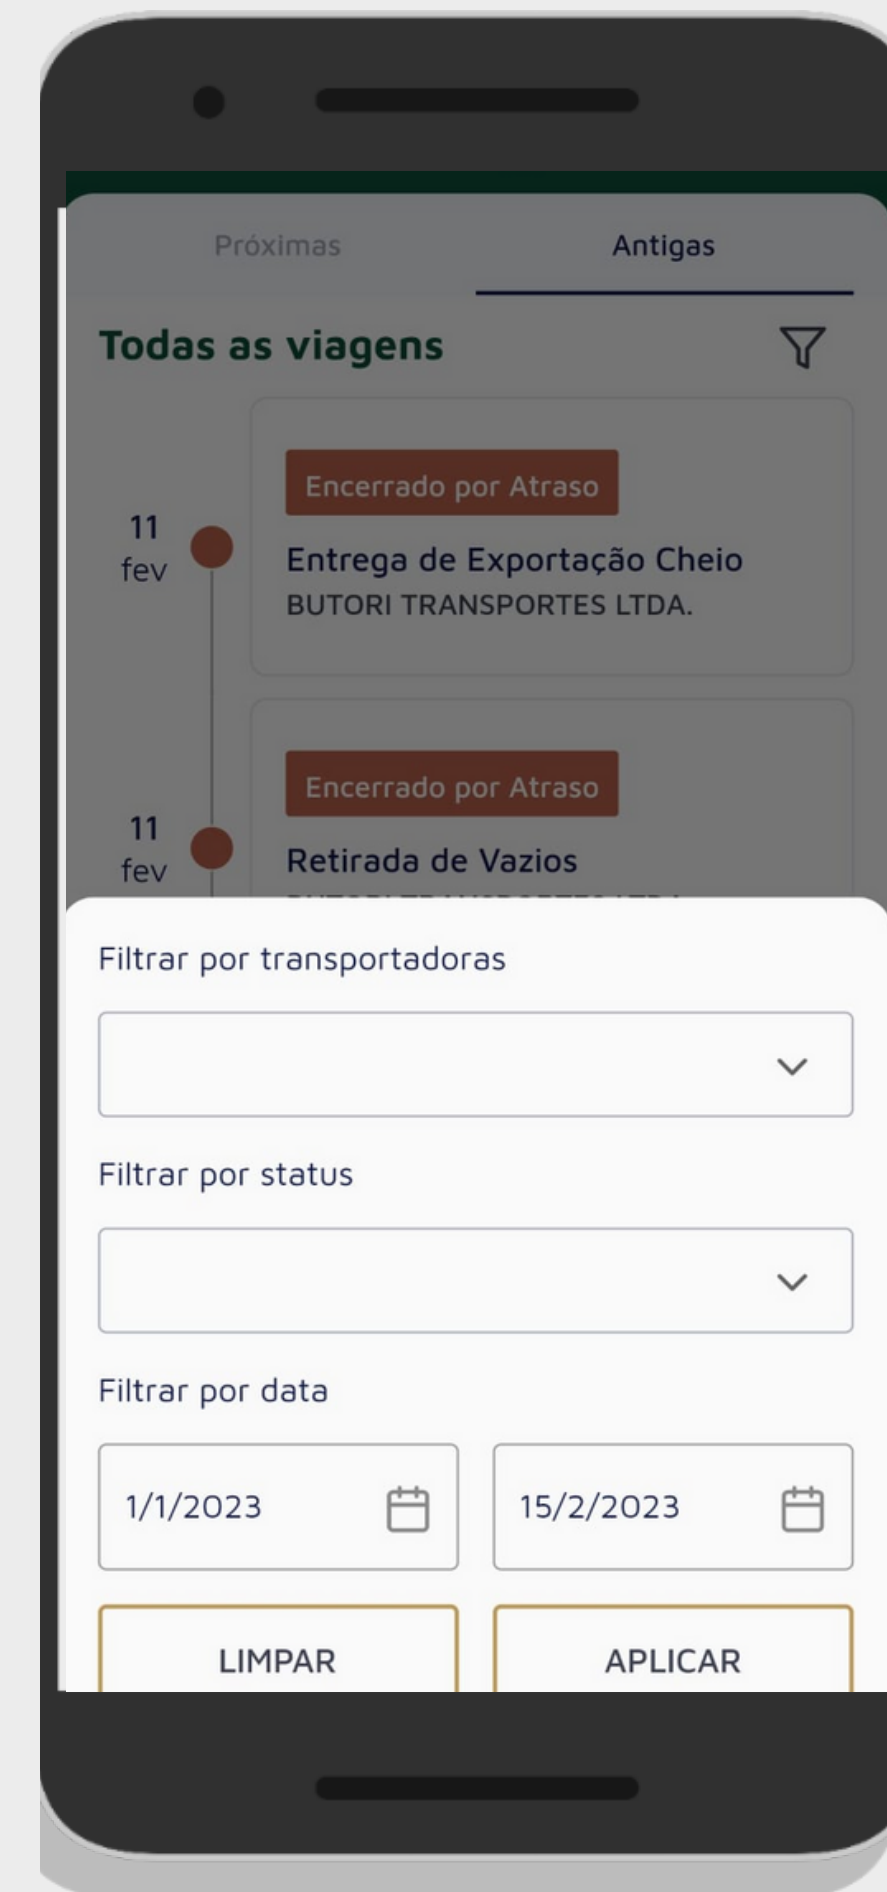 Próximas
Antigas
Todas as viagens
11
fev
Encerrado por Atraso
Entrega de Exportação Cheio
BUTORI TRANSPORTES LTDA.
11
fev
Encerrado por Atraso
Retirada de Vazios
Filtrar por transportadoras
Filtrar por status
Filtrar por data
1/1/2023
15/2/2023
LIMPAR
APLICAR